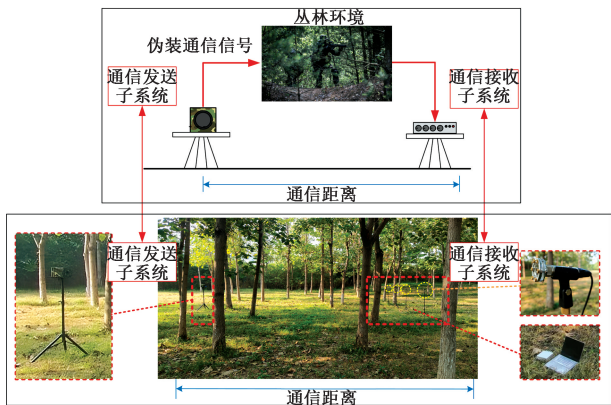 丛林环境
伪装通信信号
通信发送
子系统
通信接收
子系统
通信距离
通信发送
子系统
通信接收
子系统
通信距离